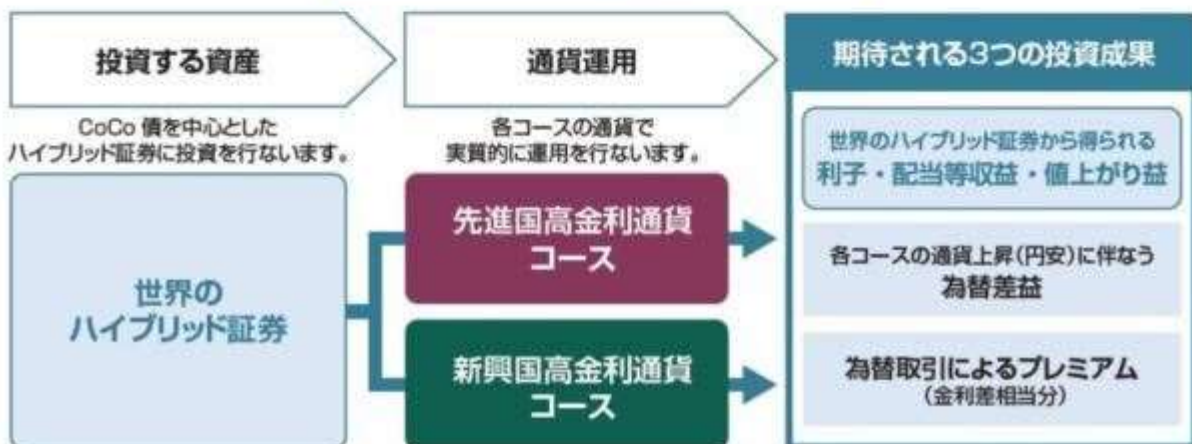 投資する資産
CoCo 債を中心とした
ハイブリッド証券に投資を行ないます。
世界の
ハイブリッド証券
通貨運用
各コースの通貨で
実質的に運用を行ないます。
先進国高金利通貨
コース
新興国高金利通貨
コース
期待される3つの投資成果
世界のハイブリッド証券から得られる
利子・配当等収益・値上がり益
各コースの通貨上昇(円安)に伴なう
為替差益
為替取引によるプレミアム
(金利差相当分)